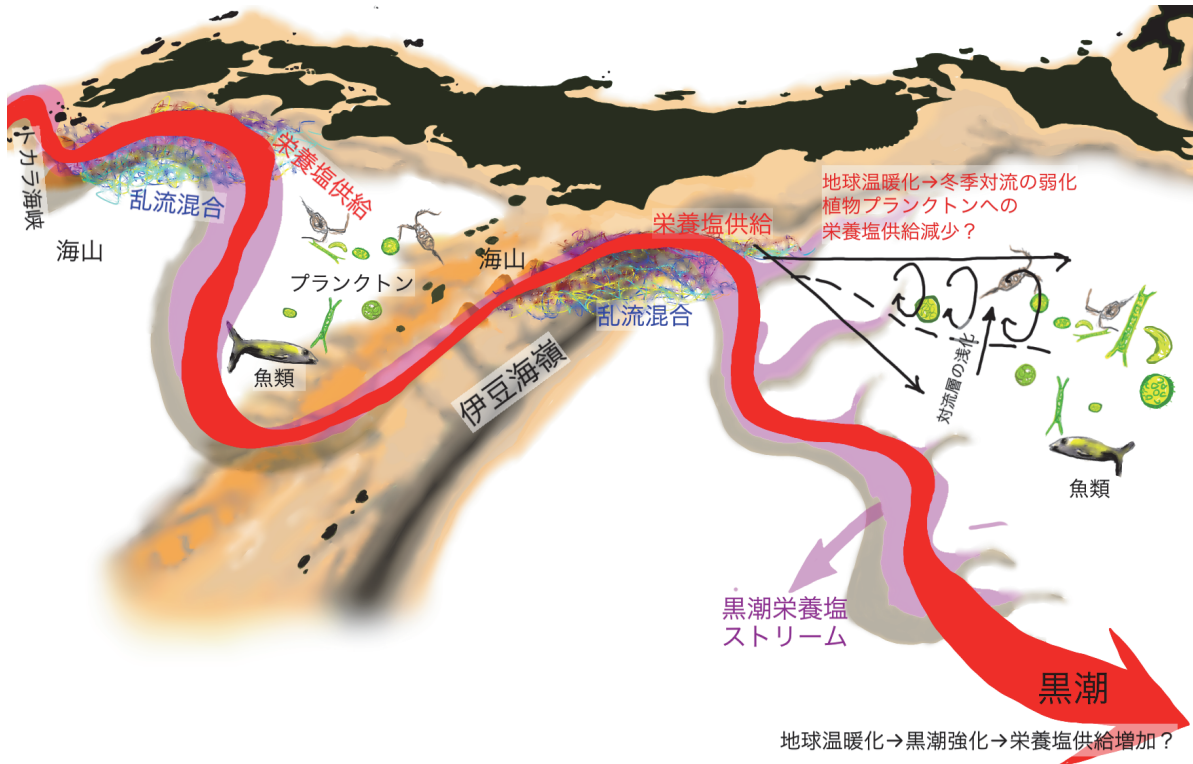 トカラ海峡
海山
乱流混合
栄養塩供給
プランクトン
魚類
海山
伊豆海嶺
乱流混合
栄養塩供給
地球温暖化→冬季対流の弱化
植物プランクトンへの
栄養塩供給減少？
対流層の浅化
魚類
黒潮栄養塩
ストリーム
黒潮
地球温暖化→黒潮強化→栄養塩供給増加？